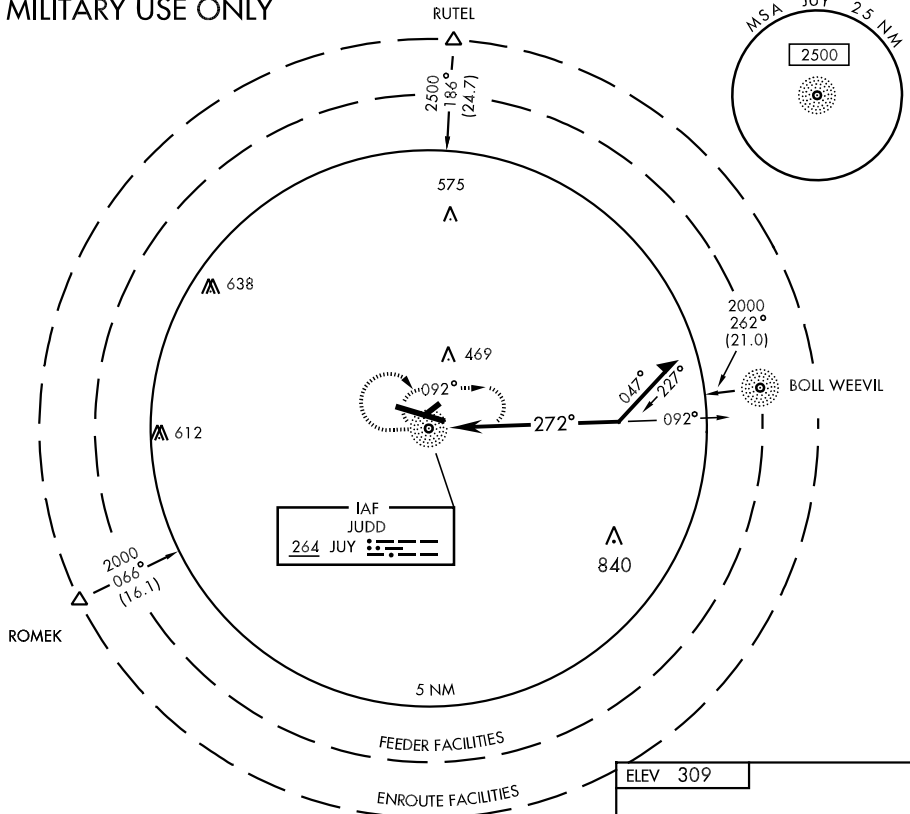 MILITARY USE ONLY
RUTEL
MSA JUY 25 NM
2500
2500
186°
(24.7)
575
638
2000
262°
(21.0)
469
092°
047°
227°
BOLL WEEVIL
272°
092°
612
IAF
JUDD
264 JUY
840
2000
066°
(16.1)
ROMEK
5 NM
FEEDER FACILITIES
ENROUTE FACILITIES
ELEV 309